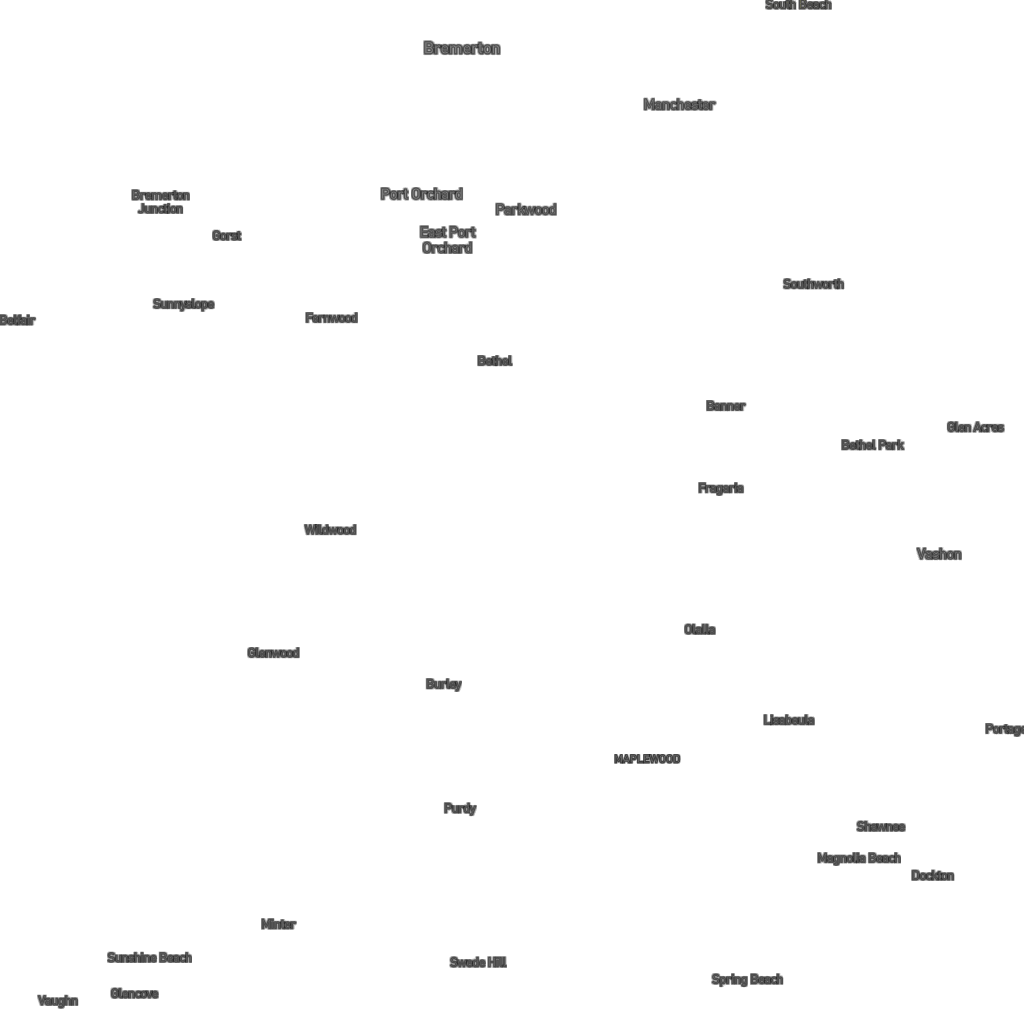 South Beach
Bremerton
Manchester
Bremerton
Junction
Port Orchard
Parkwood
Gorst
East Port
Orchard
Southworth
Sunnyslope
Belfair
Fernwood
Bethel
Banner
Glen Acres
Bethel Park
Fragaria
Wildwood
Vashon
Olalla
Glenwood
Burley
Lisabeula
Portage
MAPLEWOOD
Purdy
Shawnee
Magnolia Beach
Dockton
Minter
Sunshine Beach
Swede Hill
Spring Beach
Glencove
Vaughn